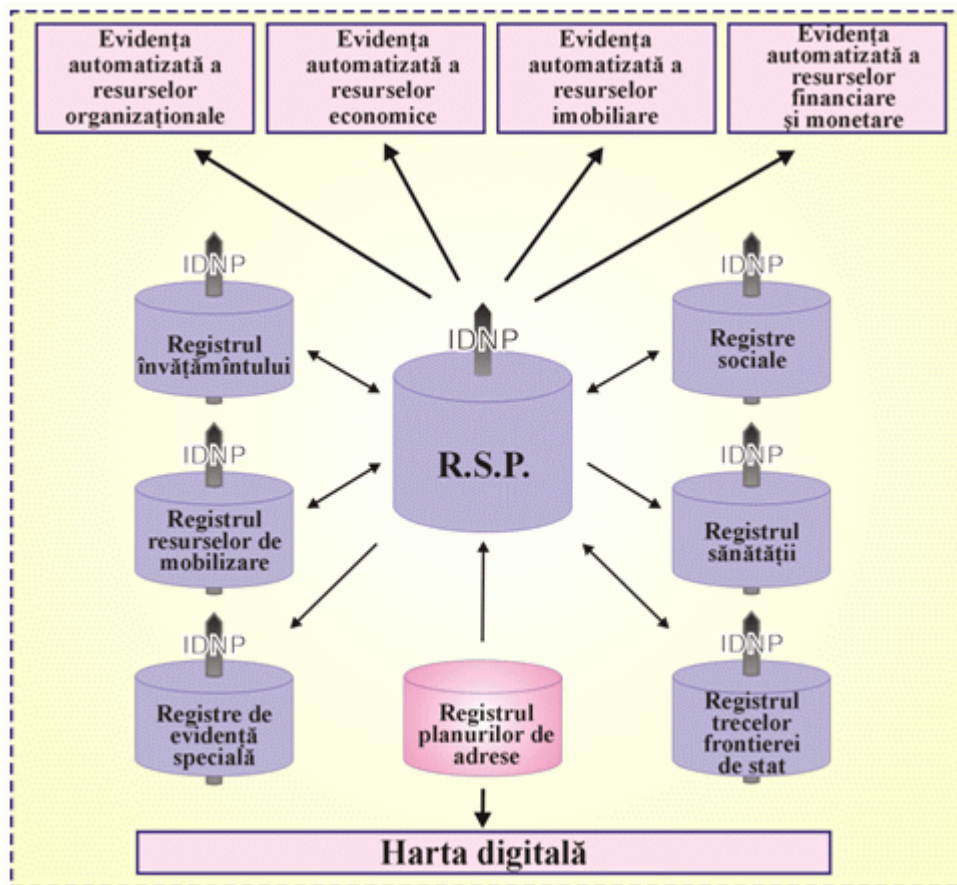 Evidența
automatizată a
resurselor
organizaționale
Evidența
automatizată a
resurselor
economice
Evidența
automatizată a
resurselor
imobiliare
Evidența
automatizată a
resurselor
financiare
și monetare
IDNP
Registrul
învățămîntului
IDNP
R.S.P.
IDNP
Registre
sociale
IDNP
Registrul
resurselor de
mobilizare
IDNP
Registrul
sănătății
IDNP
Registre de
evidență
specială
Registrul
planurilor de
adrese
IDNP
Registrul
trecelor
frontierei
de stat
Harta digitală